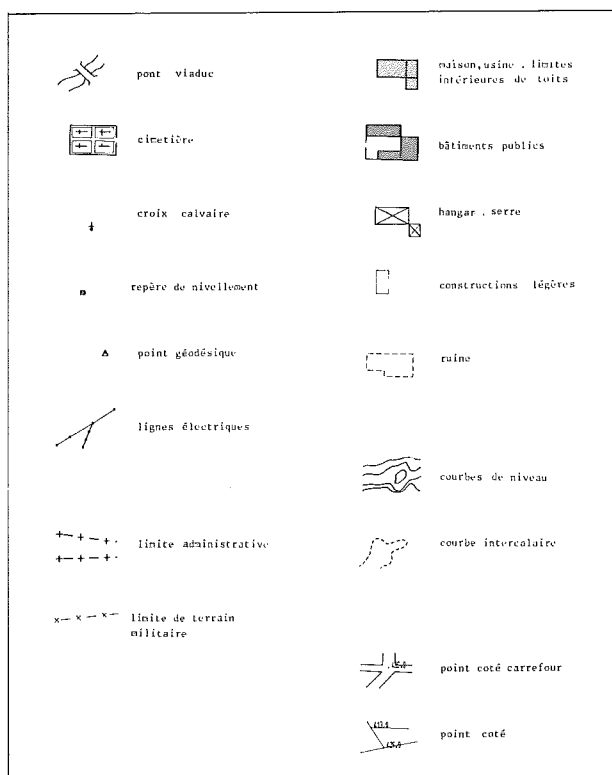 pont viaduc
cimetière
croix calvaire
repère de nivellement
point géodésique
lignes électriques
limite administrative
limite de terrain
militaire
maison, usine . limites
intérieures de toits
bâtiments publics
hangar . serre
constructions légères
ruine
courbes de niveau
courbe intercalaire
point coté carrefour
point coté